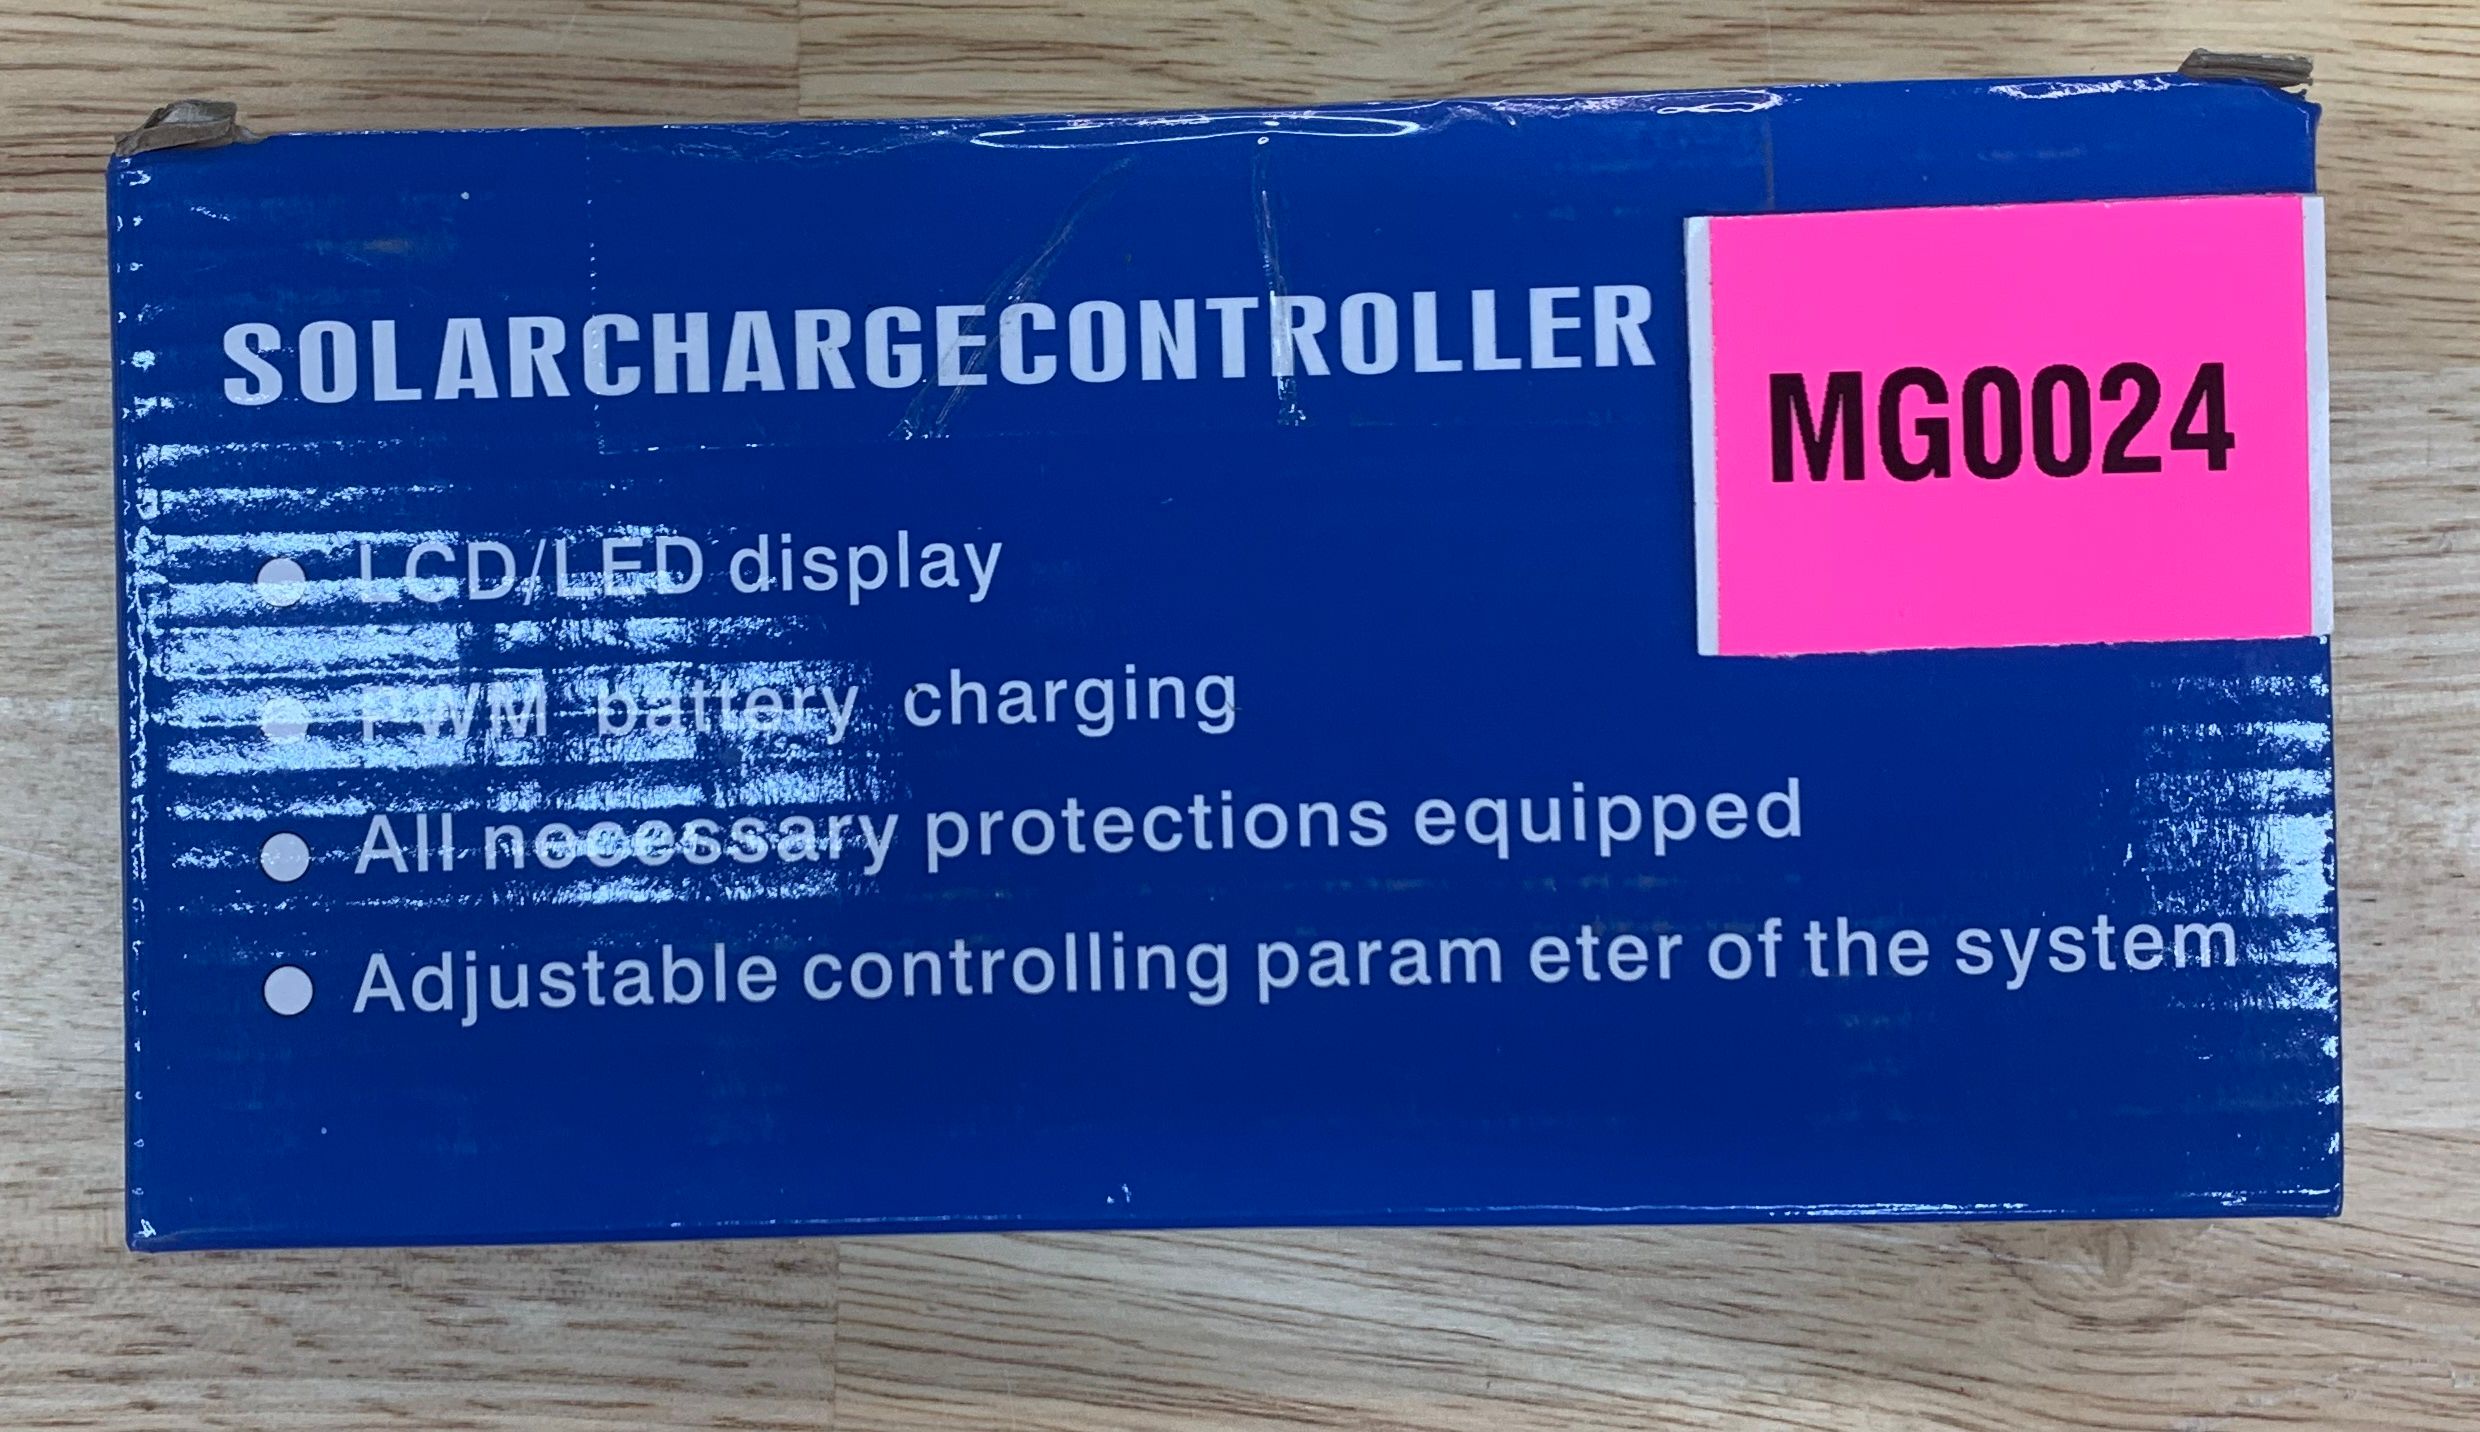 SOLARCHARGECONTROLLER
MG0024
● LCD/LED display
● PWM battery charging
● All necessary protections equipped
● Adjustable controlling param eter of the system